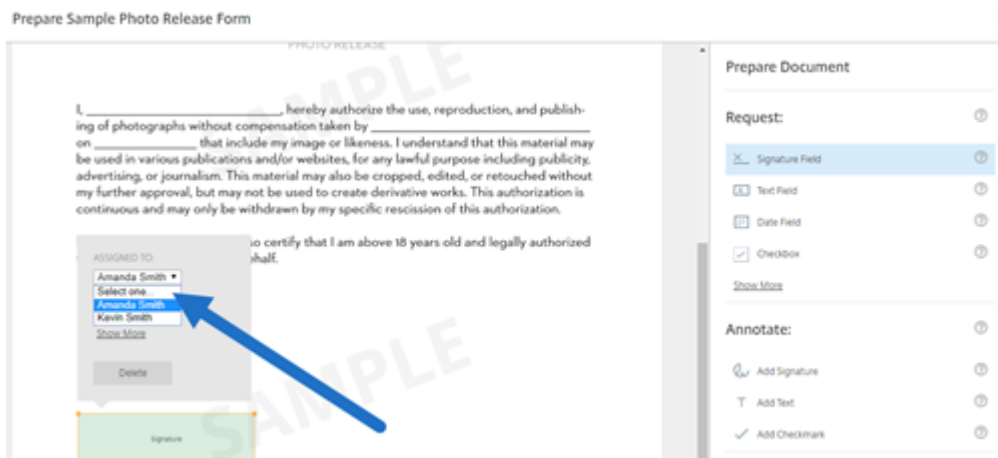 Prepare Sample Photo Release Form
PHOTO RELEASE
SAMPLE
I, , hereby authorize the use, reproduction, and publish-
ing of photographs without compensation taken by
on that include my image or likeness. I understand that this material may
be used in various publications and/or websites, for any lawful purpose including publicity,
advertising, or journalism. This material may also be cropped, edited, or retouched without
my further approval, but may not be used to create derivative works. This authorization is
continuous and may only be withdrawn by my specific rescission of this authorization.
so certify that I am above 18 years old and legally authorized
ehalf.
ASSIGNED TO:
Amanda Smith
Select one...
Amanda Smith
Kevin Smith
Show More
Delete
SAMPLE
Signature
Prepare Document
Request:
Signature Field
Text Field
Date Field
Checkbox
Show More
Annotate:
Add Signature
Add Text
Add Checkmark